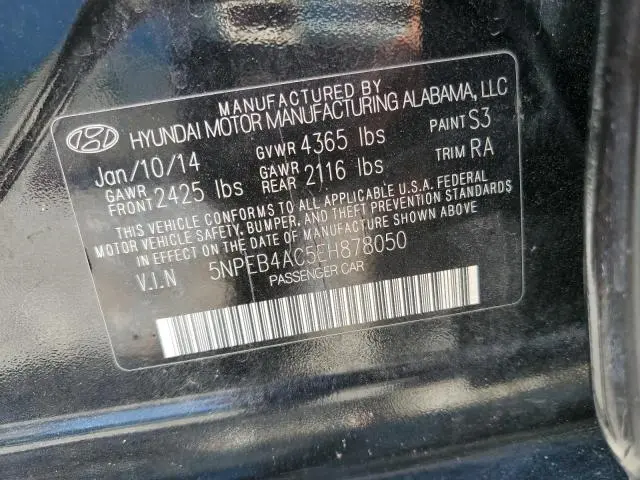 MANUFACTURED BY
HYUNDAI MOTOR MANUFACTURING ALABAMA, LLC
Jan/10/14 GVWR 4365 lbs PAINT S3
GAWR FRONT 2425 lbs GAWR REAR 2116 lbs TRIM RA
THIS VEHICLE CONFORMS TO ALL APPLICABLE U.S.A. FEDERAL
MOTOR VEHICLE SAFETY, BUMPER, AND THEFT PREVENTION STANDARDS
IN EFFECT ON THE DATE OF MANUFACTURE SHOWN ABOVE
V.I.N 5NPEB4AC5EH878050
PASSENGER CAR